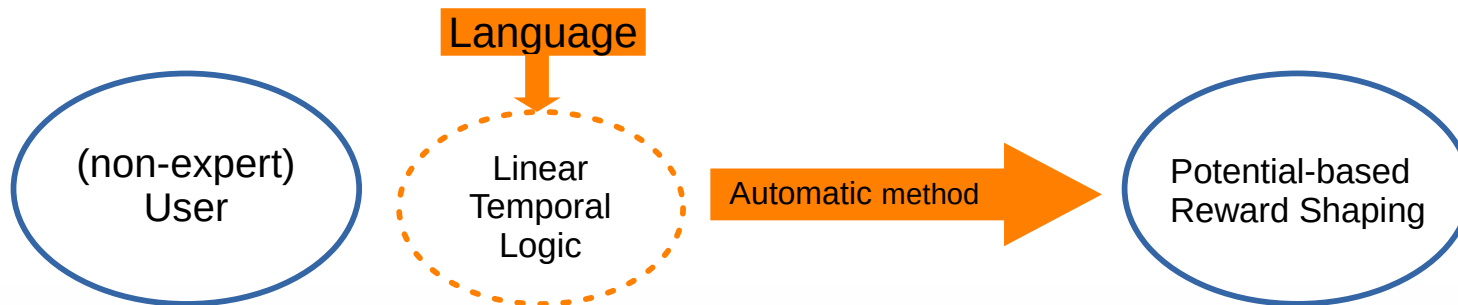 Language
(non-expert)
User
Linear
Temporal
Logic
Automatic method
Potential-based
Reward Shaping